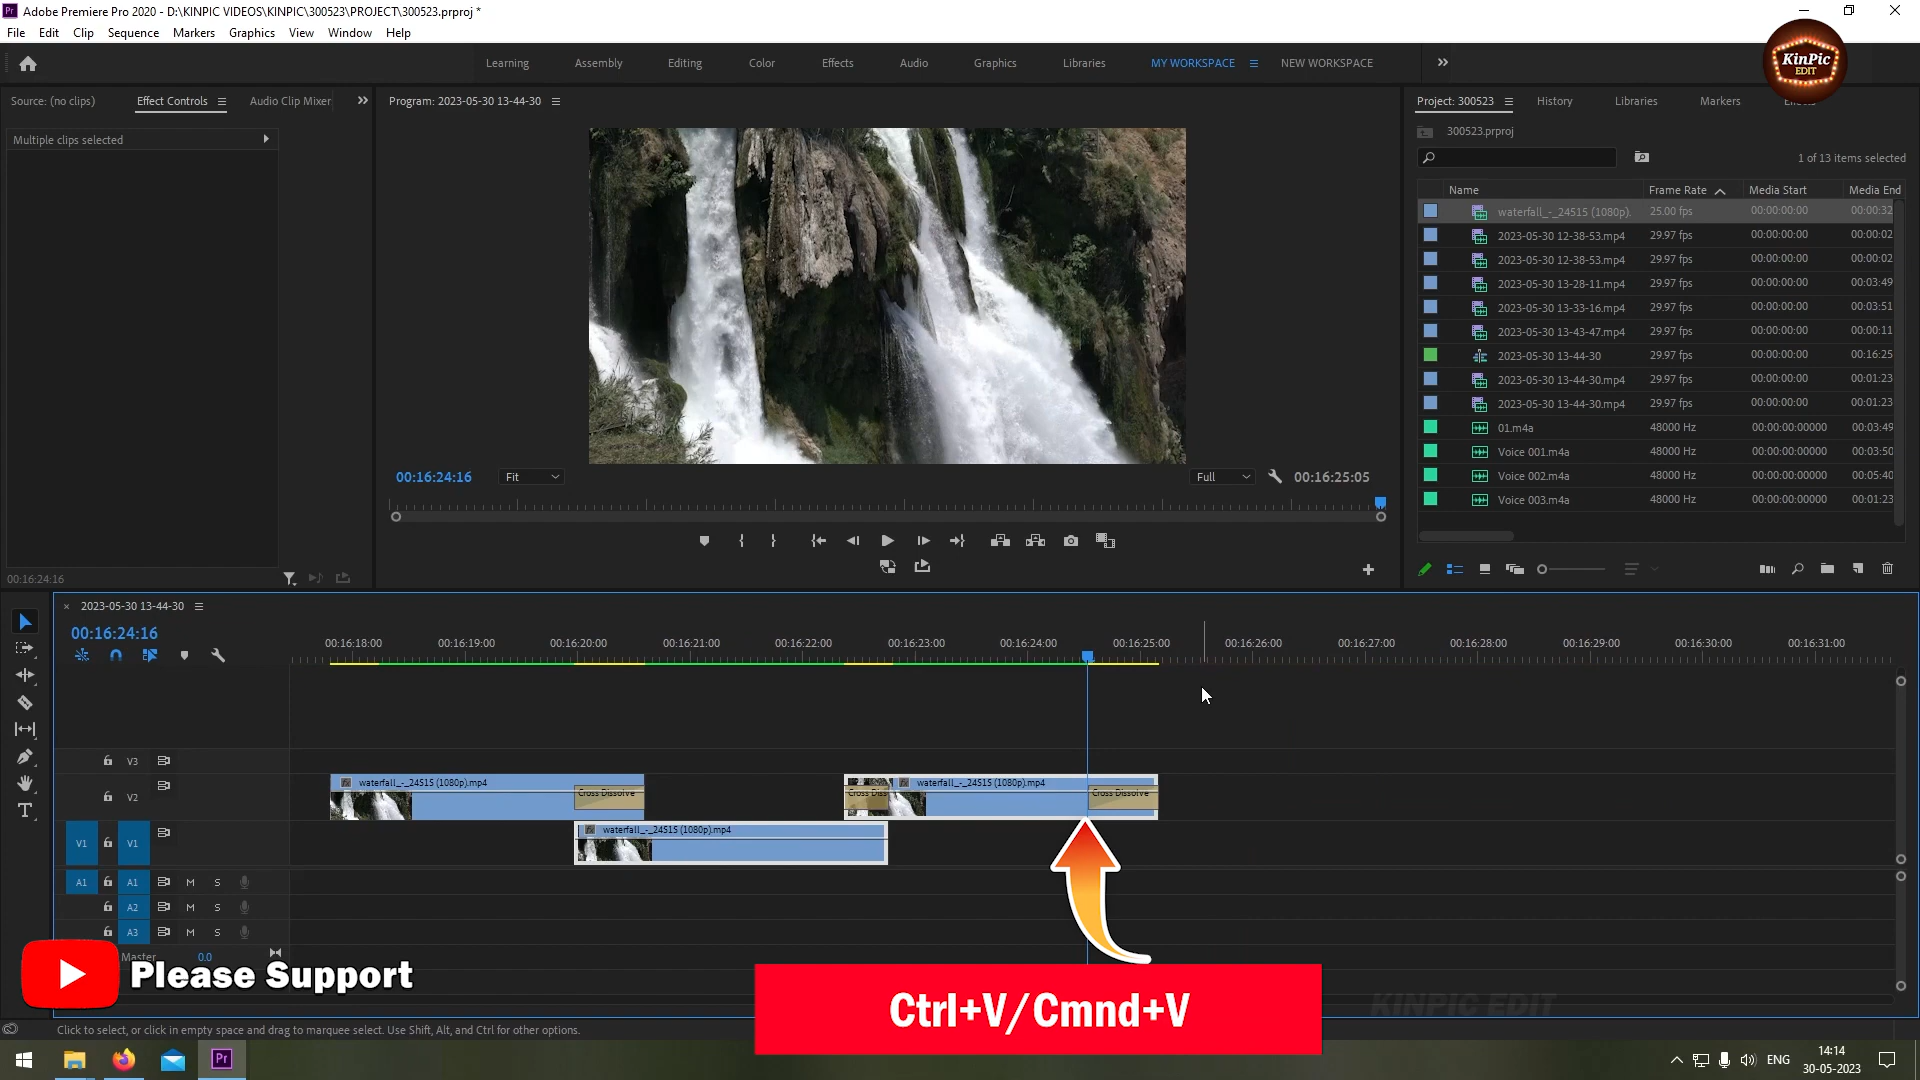 Adobe Premiere Pro 2020 - D:\KINPIC VIDEOS\KINPIC\300523\PROJECT\300523.prproj *
File Edit Clip Sequence Markers Graphics View Window Help
Learning Assembly Editing Color Effects Audio Graphics Libraries MY WORKSPACE NEW WORKSPACE
KinPic
EDIT
Source: (no clips) Effect Controls Audio Clip Mixer
Program: 2023-05-30 13-44-30
Project: 300523 History Libraries Markers
Multiple clips selected
300523.prproj
1 of 13 items selected
Name Frame Rate Media Start Media End
waterfall_-_24515 (1080p). 25.00 fps 00:00:00:00 00:00:32
2023-05-30 12-38-53.mp4 29.97 fps 00:00:00:00 00:00:02
2023-05-30 12-38-53.mp4 29.97 fps 00:00:00:00 00:00:02
2023-05-30 13-28-11.mp4 29.97 fps 00:00:00:00 00:03:49
2023-05-30 13-33-16.mp4 29.97 fps 00:00:00:00 00:03:51
2023-05-30 13-43-47.mp4 29.97 fps 00:00:00:00 00:00:11
2023-05-30 13-44-30 29.97 fps 00:00:00:00 00:16:25
2023-05-30 13-44-30.mp4 29.97 fps 00:00:00:00 00:01:23
2023-05-30 13-44-30.mp4 29.97 fps 00:00:00:00 00:01:23
01.m4a 48000 Hz 00:00:00:00000 00:03:49
Voice 001.m4a 48000 Hz 00:00:00:00000 00:03:50
Voice 002.m4a 48000 Hz 00:00:00:00000 00:05:40
Voice 003.m4a 48000 Hz 00:00:00:00000 00:01:23
00:16:24:16 Fit Full 00:16:25:05
00:16:24:16
2023-05-30 13-44-30
00:16:24:16
00:16:18:00 00:16:19:00 00:16:20:00 00:16:21:00 00:16:22:00 00:16:23:00 00:16:24:00 00:16:25:00 00:16:26:00 00:16:27:00 00:16:28:00 00:16:29:00 00:16:30:00 00:16:31:00
V3
V2
waterfall_-_24515 (1080p).mp4 waterfall_-_24515 (1080p).mp4
Cross Dissolve Cross Diss Cross Dissolve
V1 V1
waterfall_-_24515 (1080p).mp4
A1 A1 M S
A2 M S
A3 M S
Master 0.0
Please Support
Ctrl+V/Cmnd+V
KINPIC EDIT
Click to select, or click in empty space and drag to marquee select. Use Shift, Alt, and Ctrl for other options.
Pr
ENG
14:14
30-05-2023